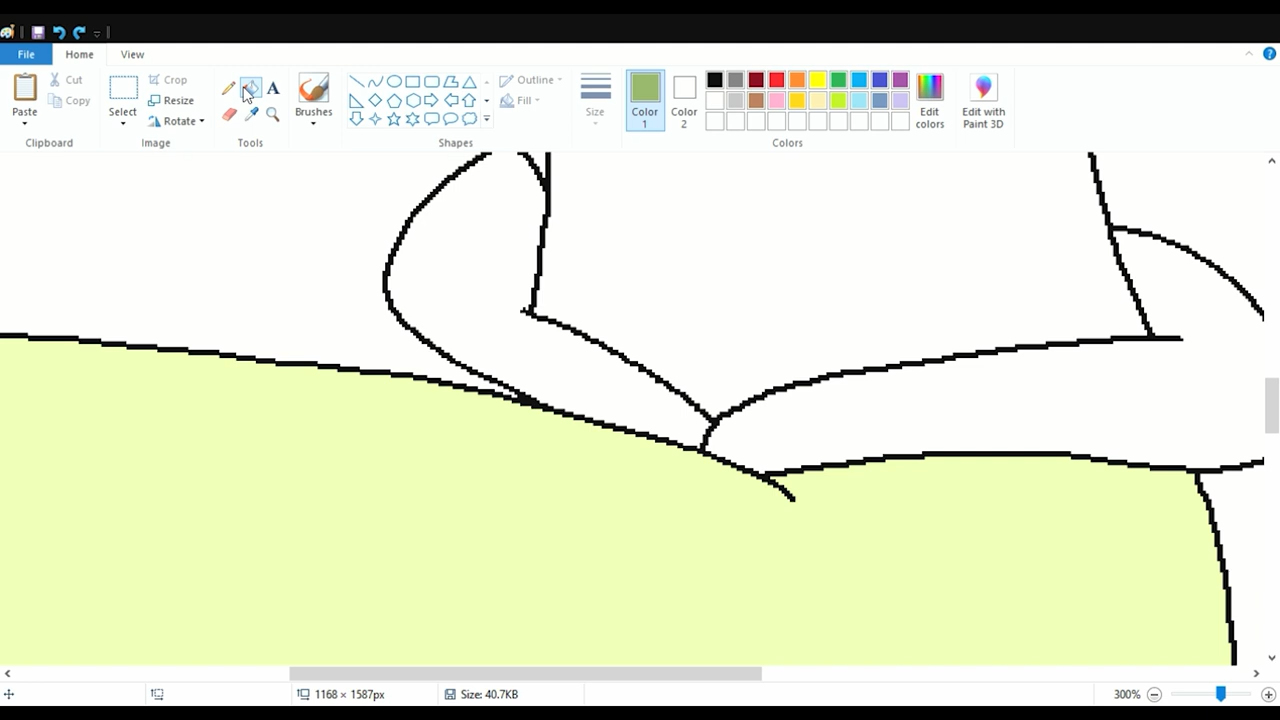 File Home View
Paste Cut Copy
Clipboard
Select Crop Resize Rotate
Image
A
Tools
Brushes
Outline Fill
Shapes
Size
Color 1
Color 2
Edit colors
Colors
Edit with Paint 3D
1168 × 1587px
Size: 40.7KB
300%